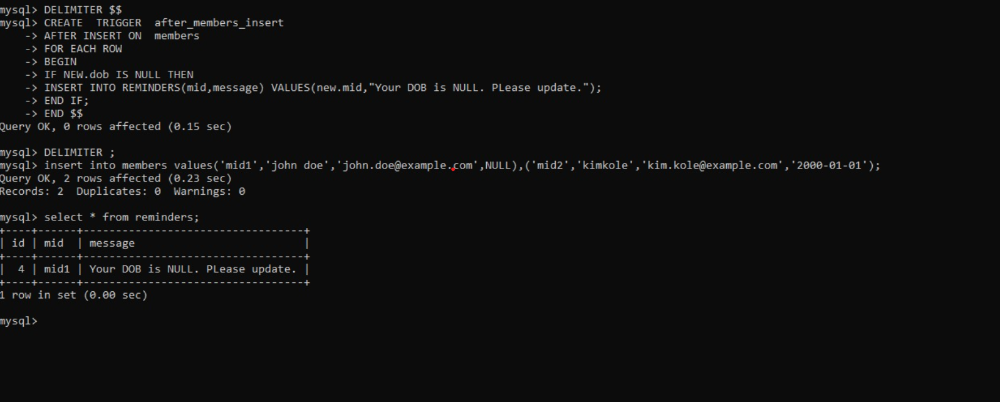 mysql> DELIMITER $$
mysql> CREATE  TRIGGER  after_members_insert
    -> AFTER INSERT ON  members
    -> FOR EACH ROW
    -> BEGIN
    -> IF NEW.dob IS NULL THEN
    -> INSERT INTO REMINDERS(mid,message) VALUES(new.mid,"Your DOB is NULL. PLease update.");
    -> END IF;
    -> END $$
Query OK, 0 rows affected (0.15 sec)
mysql> DELIMITER ;
mysql> insert into members values('mid1','john doe','john.doe@example.com',NULL),('mid2','kimkole','kim.kole@example.com','2000-01-01');
Query OK, 2 rows affected (0.23 sec)
Records: 2  Duplicates: 0  Warnings: 0
mysql> select * from reminders;
+----+------+----------------------------------+
| id | mid  | message                          |
+----+------+----------------------------------+
|  4 | mid1 | Your DOB is NULL. PLease update. |
+----+------+----------------------------------+
1 row in set (0.00 sec)
mysql>